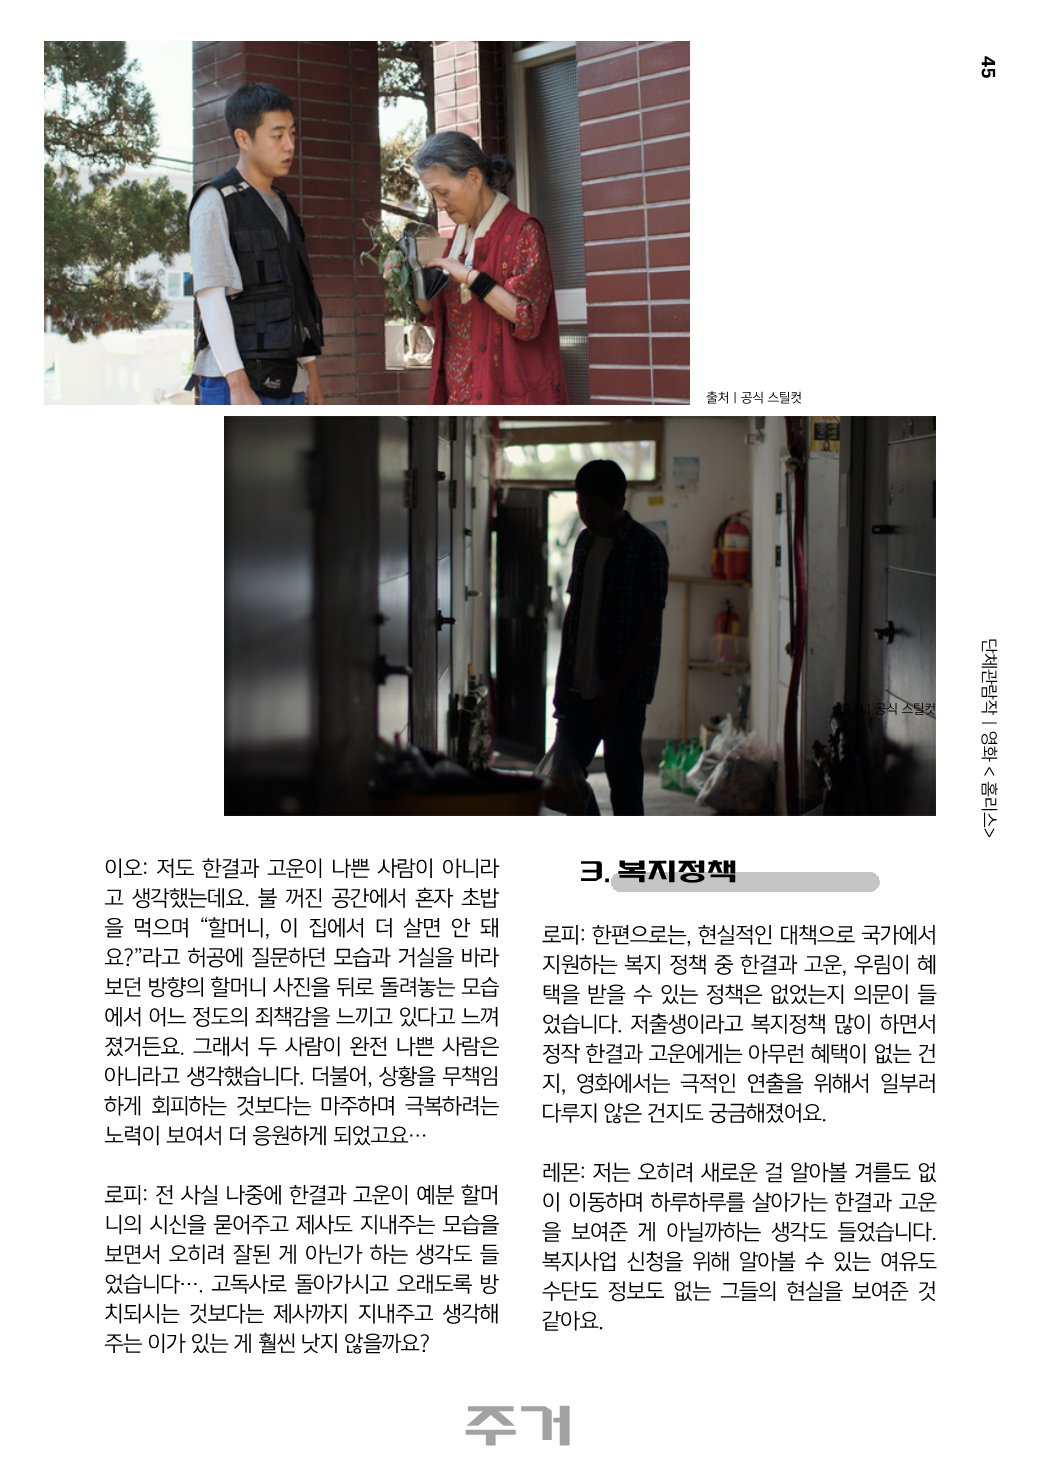 45
출처 | 공식 스틸컷
출처 | 공식 스틸컷
단체관람작 | 영화 < 홈리스>
이오: 저도 한결과 고운이 나쁜 사람이 아니라
고 생각했는데요. 불 꺼진 공간에서 혼자 초밥
을 먹으며 “할머니, 이 집에서 더 살면 안 돼
요?”라고 허공에 질문하던 모습과 거실을 바라
보던 방향의 할머니 사진을 뒤로 돌려놓는 모습
에서 어느 정도의 죄책감을 느끼고 있다고 느껴
졌거든요. 그래서 두 사람이 완전 나쁜 사람은
아니라고 생각했습니다. 더불어, 상황을 무책임
하게 회피하는 것보다는 마주하며 극복하려는
노력이 보여서 더 응원하게 되었고요…
로피: 전 사실 나중에 한결과 고운이 예분 할머
니의 시신을 묻어주고 제사도 지내주는 모습을
보면서 오히려 잘된 게 아닌가 하는 생각도 들
었습니다…. 고독사로 돌아가시고 오래도록 방
치되시는 것보다는 제사까지 지내주고 생각해
주는 이가 있는 게 훨씬 낫지 않을까요?
3. 복지정책
로피: 한편으로는, 현실적인 대책으로 국가에서
지원하는 복지 정책 중 한결과 고운, 우림이 혜
택을 받을 수 있는 정책은 없었는지 의문이 들
었습니다. 저출생이라고 복지정책 많이 하면서
정작 한결과 고운에게는 아무런 혜택이 없는 건
지, 영화에서는 극적인 연출을 위해서 일부러
다루지 않은 건지도 궁금해졌어요.
레몬: 저는 오히려 새로운 걸 알아볼 겨를도 없
이 이동하며 하루하루를 살아가는 한결과 고운
을 보여준 게 아닐까하는 생각도 들었습니다.
복지사업 신청을 위해 알아볼 수 있는 여유도
수단도 정보도 없는 그들의 현실을 보여준 것
같아요.
주거